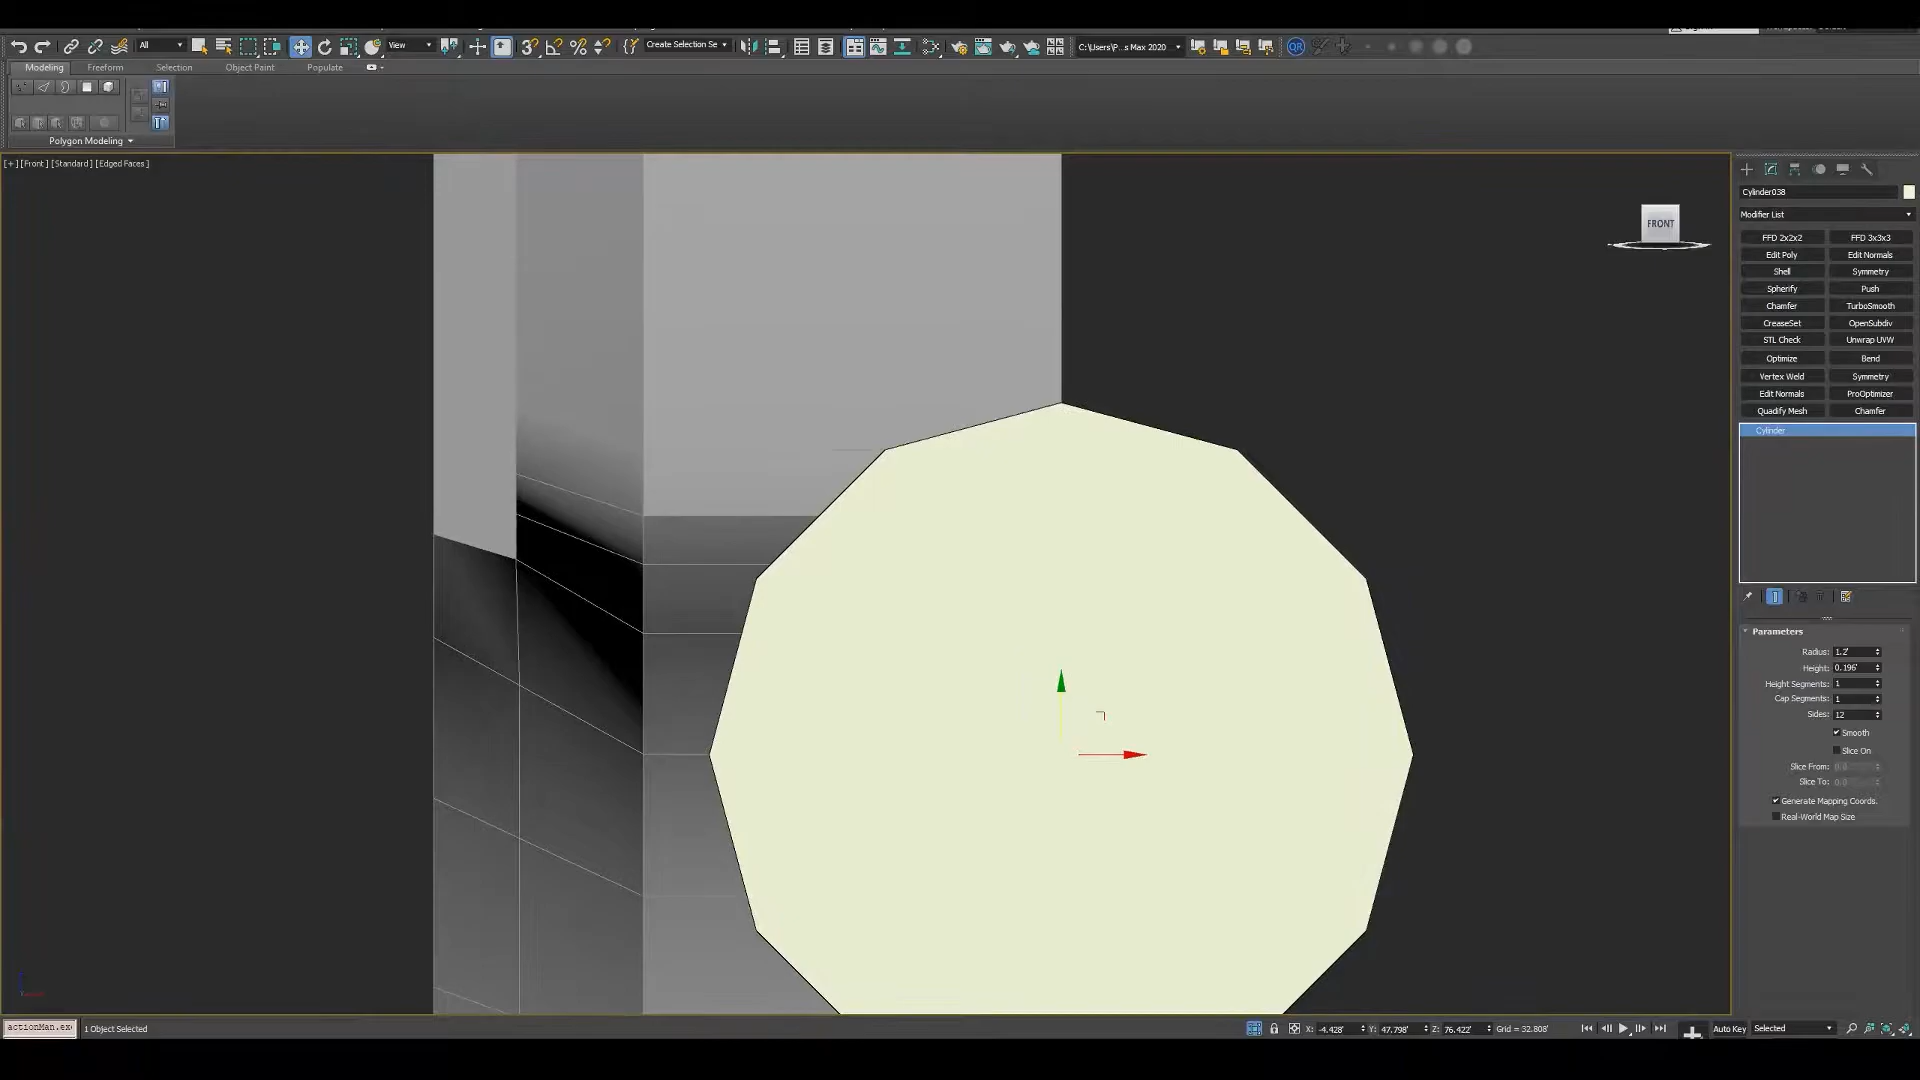 All
View
Create Selection Se
C:\Users\P...s Max 2020
Modeling
Freeform
Selection
Object Paint
Populate
Polygon Modeling
[+] [Front] [Standard] [Edged Faces]
FRONT
Cylinder038
Modifier List
FFD 2x2x2
FFD 3x3x3
Edit Poly
Edit Normals
Shell
Symmetry
Spherify
Push
Chamfer
TurboSmooth
CreaseSet
OpenSubdiv
STL Check
Unwrap UVW
Optimize
Bend
Vertex Weld
Symmetry
Edit Normals
ProOptimizer
Quadify Mesh
Chamfer
Cylinder
Parameters
Radius: 1.2'
Height: 0.196'
Height Segments: 1
Cap Segments: 1
Sides: 12
Smooth
Slice On
Slice From: 0.0
Slice To: 0.0
Generate Mapping Coords.
Real-World Map Size
actionMan.ex
1 Object Selected
X: -4.428'
Y: 47.798'
Z: 76.422'
Grid = 32.808'
Auto Key
Selected